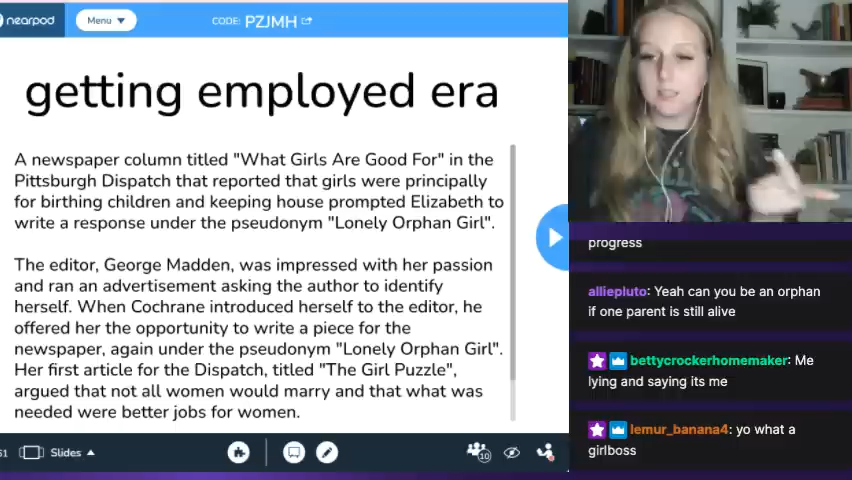 nearpod
Menu
CODE: PZJMH
getting employed era
A newspaper column titled "What Girls Are Good For" in the
Pittsburgh Dispatch that reported that girls were principally
for birthing children and keeping house prompted Elizabeth to
write a response under the pseudonym "Lonely Orphan Girl".
The editor, George Madden, was impressed with her passion
and ran an advertisement asking the author to identify
herself. When Cochrane introduced herself to the editor, he
offered her the opportunity to write a piece for the
newspaper, again under the pseudonym "Lonely Orphan Girl".
Her first article for the Dispatch, titled "The Girl Puzzle",
argued that not all women would marry and that what was
needed were better jobs for women.
Slides
10
progress
alliepluto: Yeah can you be an orphan
if one parent is still alive
bettycrockerhomemaker: Me
lying and saying its me
lemur_banana4: yo what a
girlboss